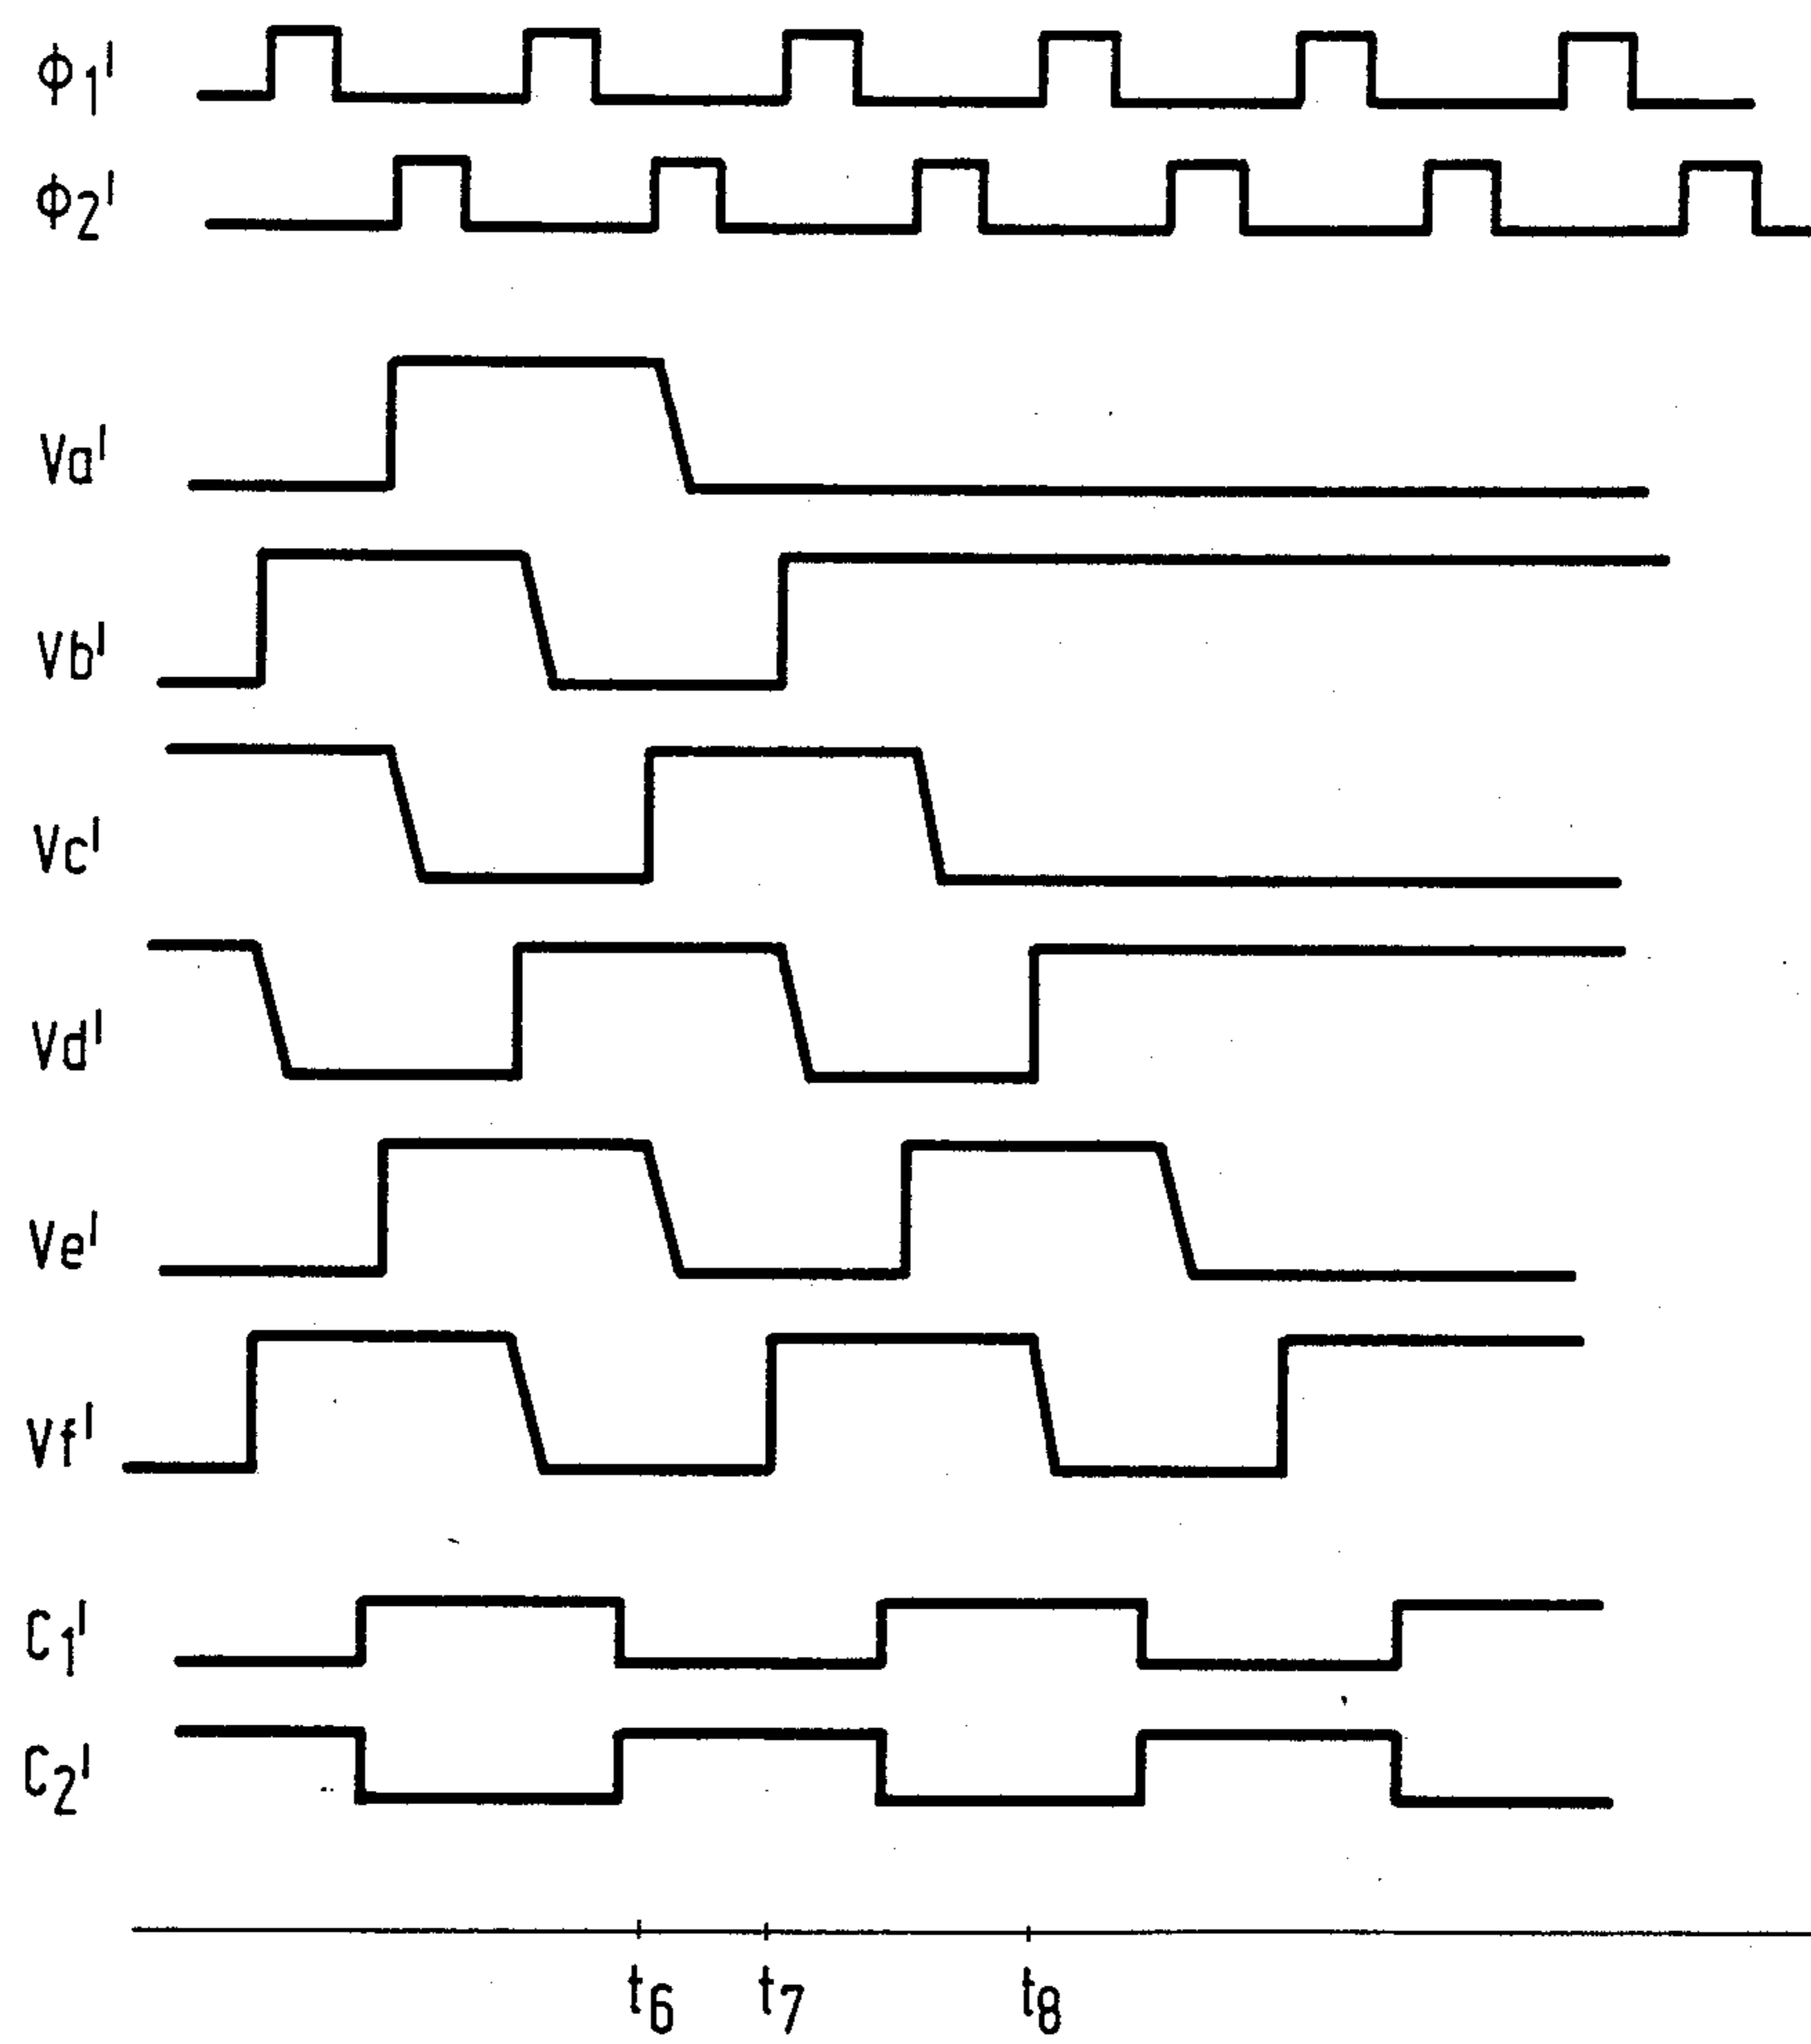 ϕ1'
ϕ2'
Va'
Vb'
Vc'
Vd'
Ve'
Vf'
C1'
C2'
t6 t7 t8